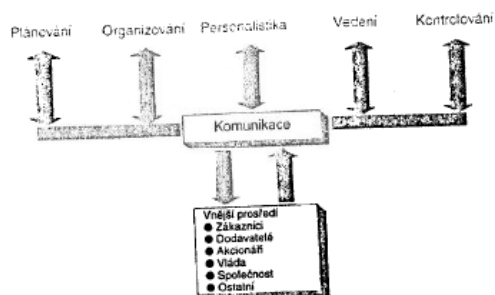 Plánování Organizování Personalistika Vedení Kontrolování
Komunikace
Vnější prostředí
● Zákazníci
● Dodavatelé
● Akcionáři
● Vláda
● Společnost
● Ostatní